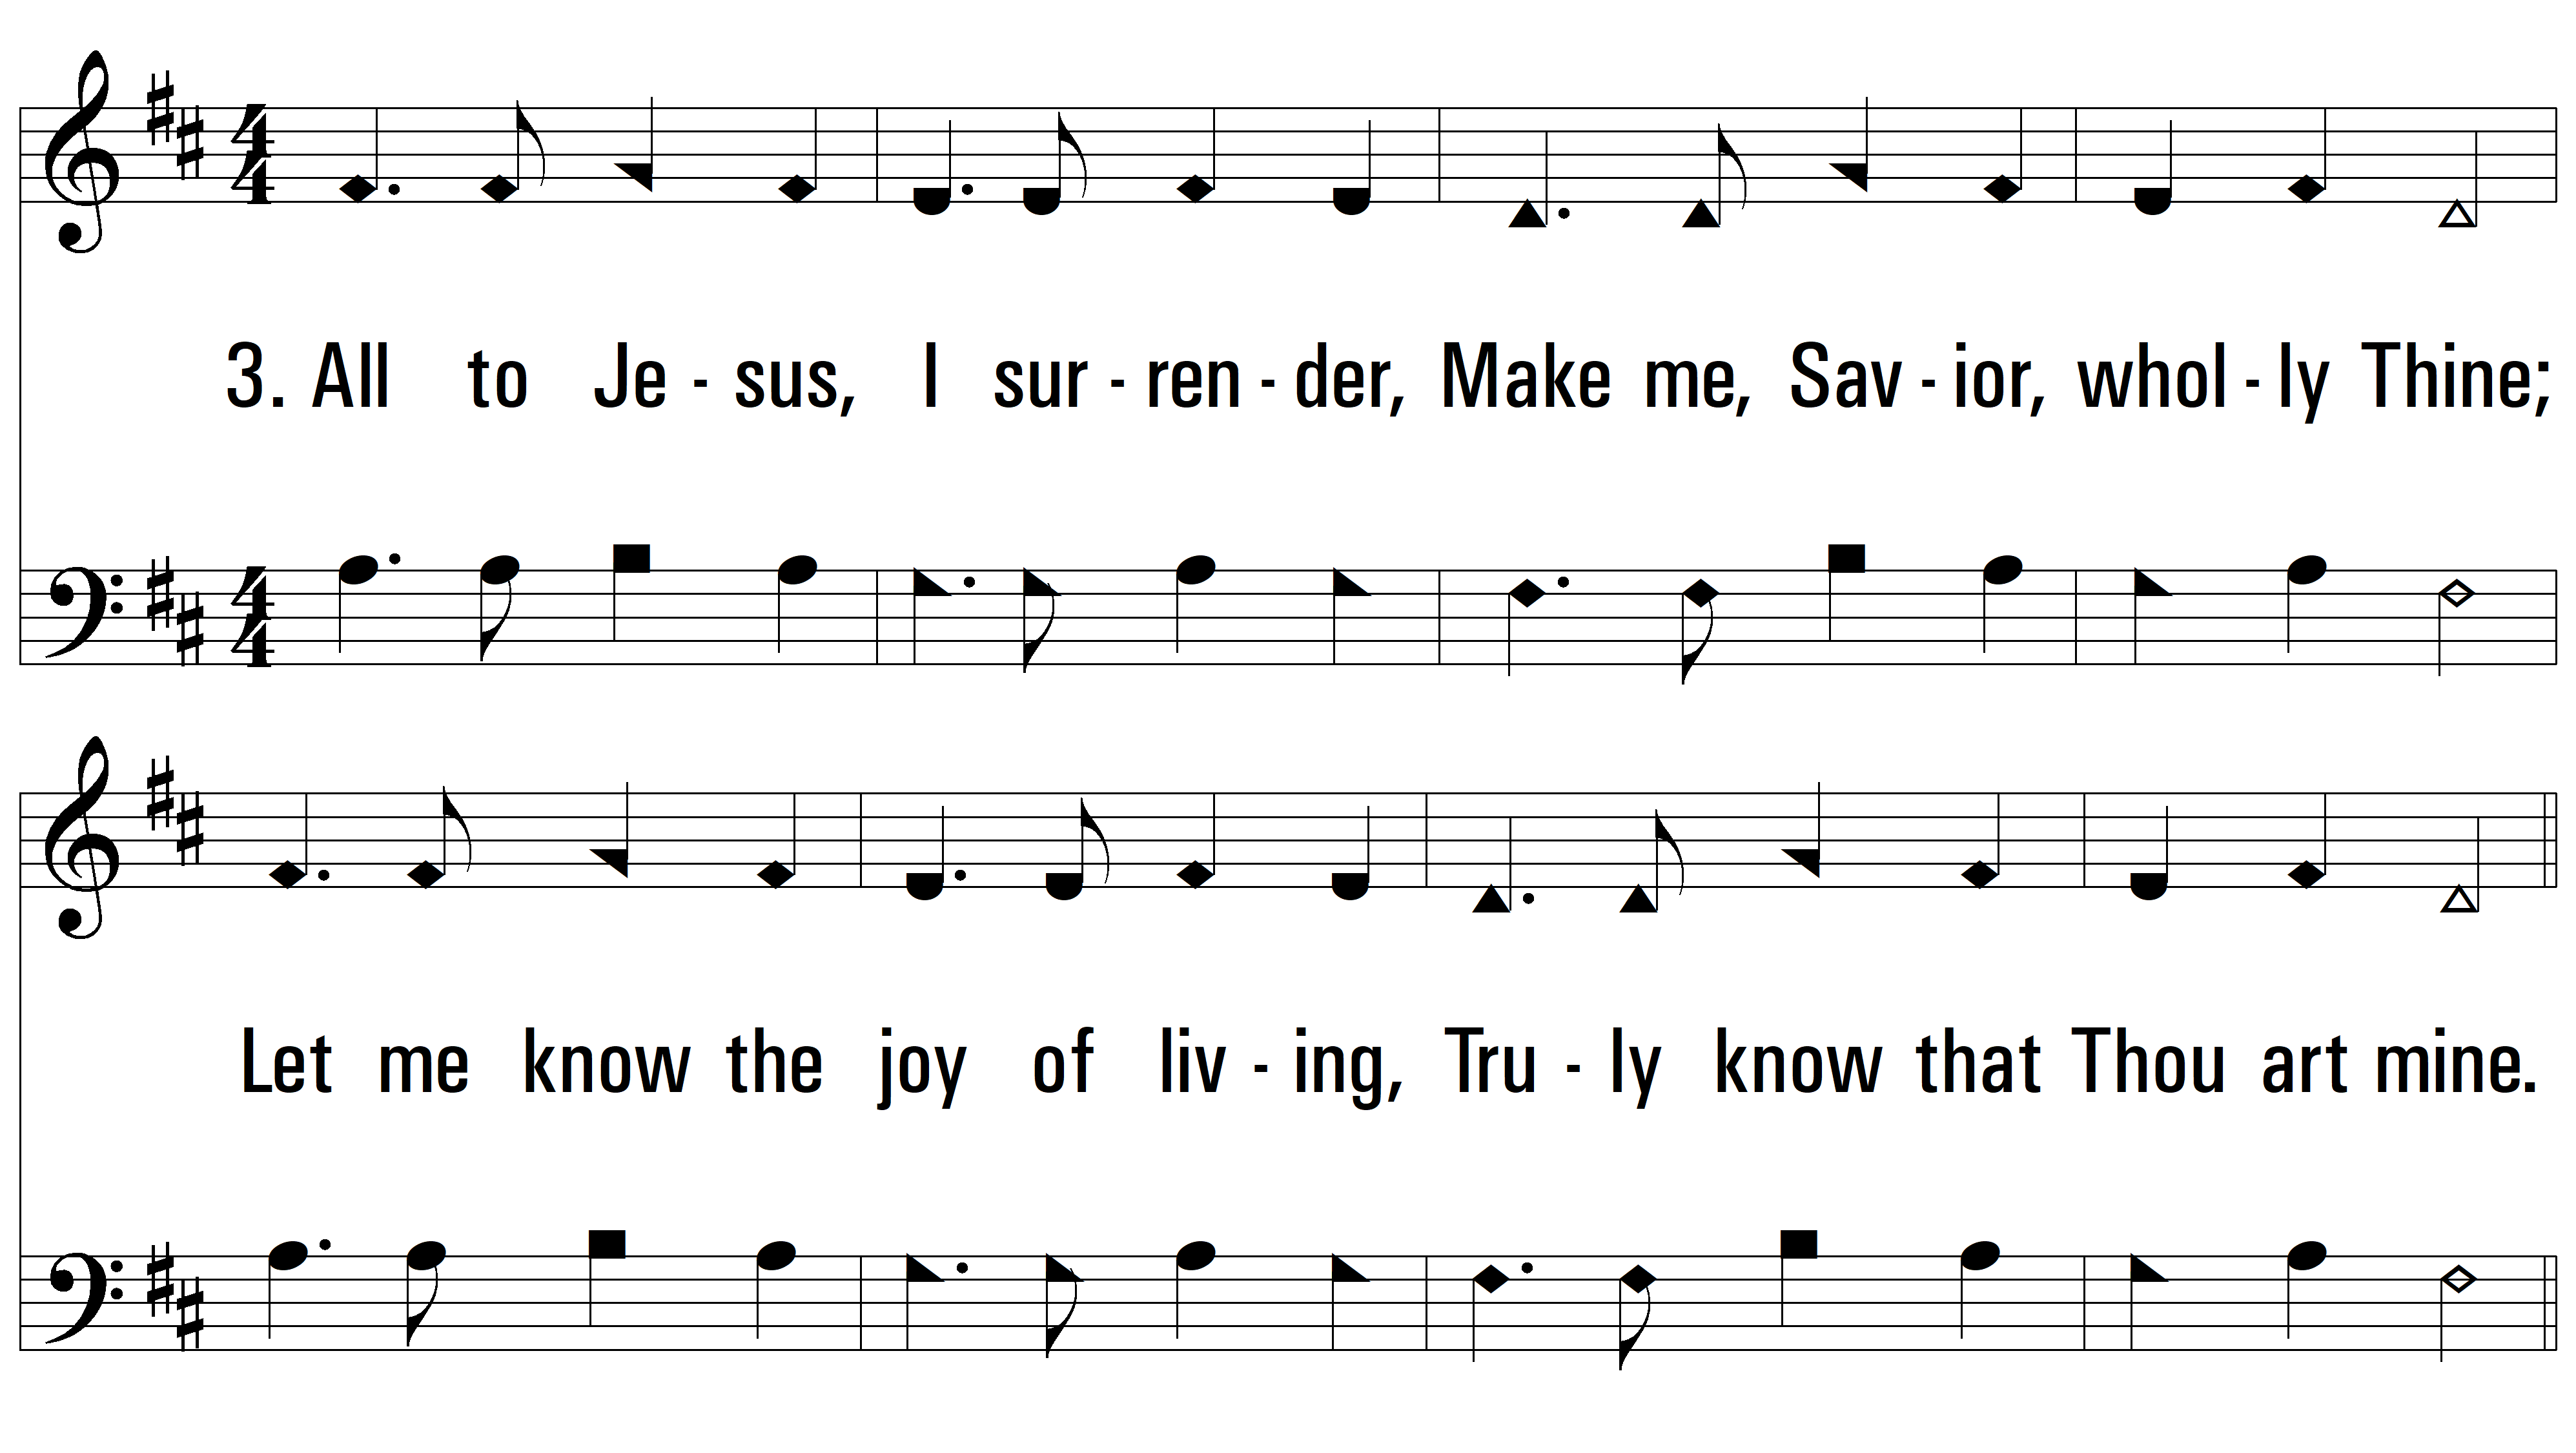 3. All to Je - sus, I sur - ren - der, Make me, Sav - ior, whol - ly Thine;
Let me know the joy of liv - ing, Tru - ly know that Thou art mine.